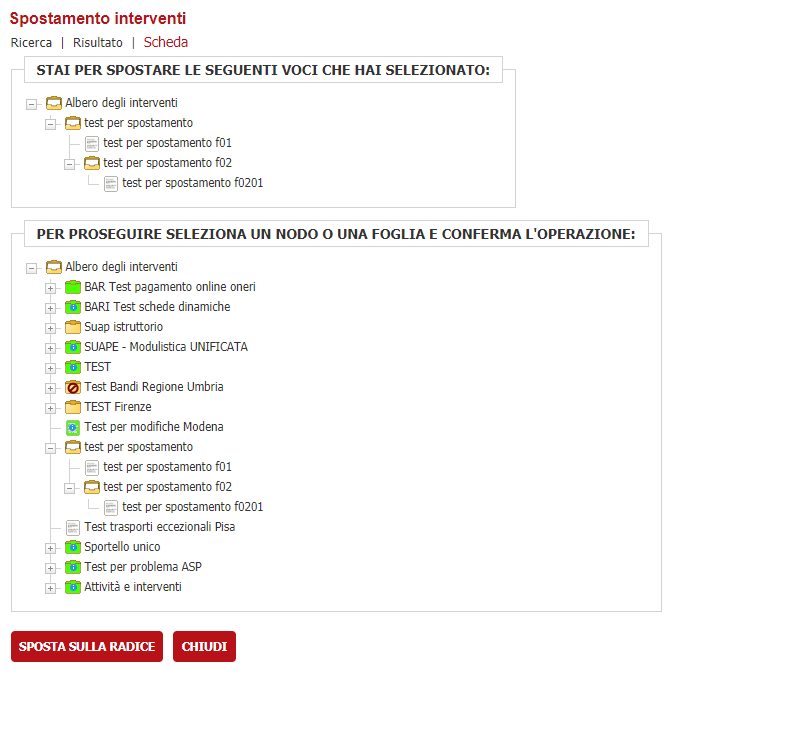 Spostamento interventi
Ricerca | Risultato | Scheda
STAI PER SPOSTARE LE SEGUENTI VOCI CHE HAI SELEZIONATO:
Albero degli interventi
test per spostamento
test per spostamento f01
test per spostamento f02
test per spostamento f0201
PER PROSEGUIRE SELEZIONA UN NODO O UNA FOGLIA E CONFERMA L'OPERAZIONE:
Albero degli interventi
BAR Test pagamento online oneri
BARI Test schede dinamiche
Suap istruttorio
SUAPE - Modulistica UNIFICATA
TEST
Test Bandi Regione Umbria
TEST Firenze
Test per modifiche Modena
test per spostamento
test per spostamento f01
test per spostamento f02
test per spostamento f0201
Test trasporti eccezionali Pisa
Sportello unico
Test per problema ASP
Attività e interventi
SPOSTA SULLA RADICE CHIUDI